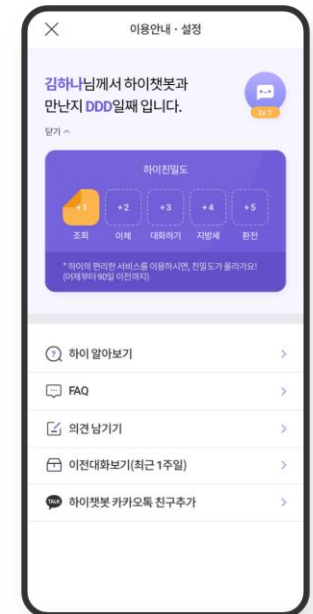 이용안내 · 설정
김하나님께서 하이챗봇과
만난지 DDD일째 입니다.
닫기
Lv.1
하이친밀도
+1 +2 +3 +4 +5
조회 이체 대화하기 지방세 환전
* 하이의 편리한 서비스를 이용하시면, 친밀도가 올라가요!
(어제부터 90일 이전까지)
하이 알아보기
FAQ
의견 남기기
이전대화보기(최근 1주일)
TALK 하이챗봇 카카오톡 친구추가